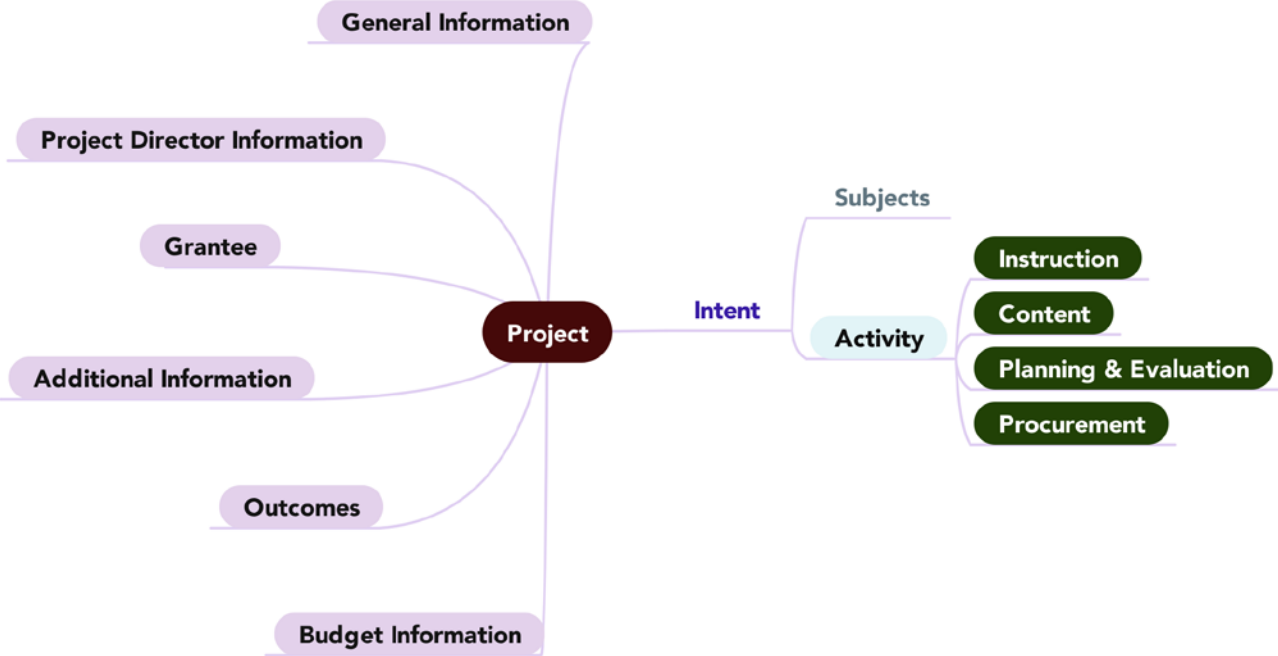 General Information
Project Director Information
Grantee
Additional Information
Outcomes
Budget Information
Project
Intent
Subjects
Activity
Instruction
Content
Planning & Evaluation
Procurement